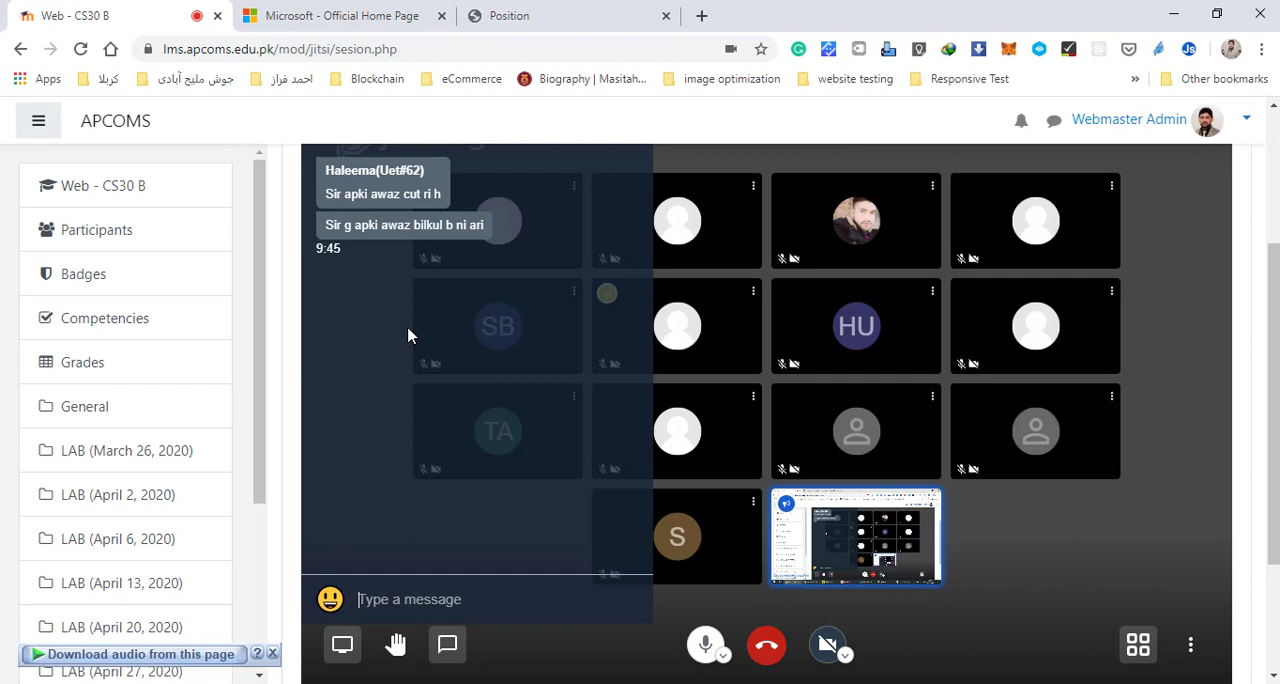 Web - CS30 B
Microsoft - Official Home Page
Position
lms.apcoms.edu.pk/mod/jitsi/sesion.php
Apps
کربلا
جوش ملیح آبادی
احمد فراز
Blockchain
eCommerce
Biography | Masitah...
image optimization
website testing
Responsive Test
»
Other bookmarks
APCOMS
Webmaster Admin
Web - CS30 B
Participants
Badges
Competencies
Grades
General
LAB (March 26, 2020)
LAB (April 2, 2020)
LAB (April 6, 2020)
LAB (April 20, 2020)
Download audio from this page
LAB (April 27, 2020)
Haleema(Uet#62)
Sir apki awaz cut ri h
Sir g apki awaz bilkul b ni ari
9:45
SB
HU
TA
S
Type a message